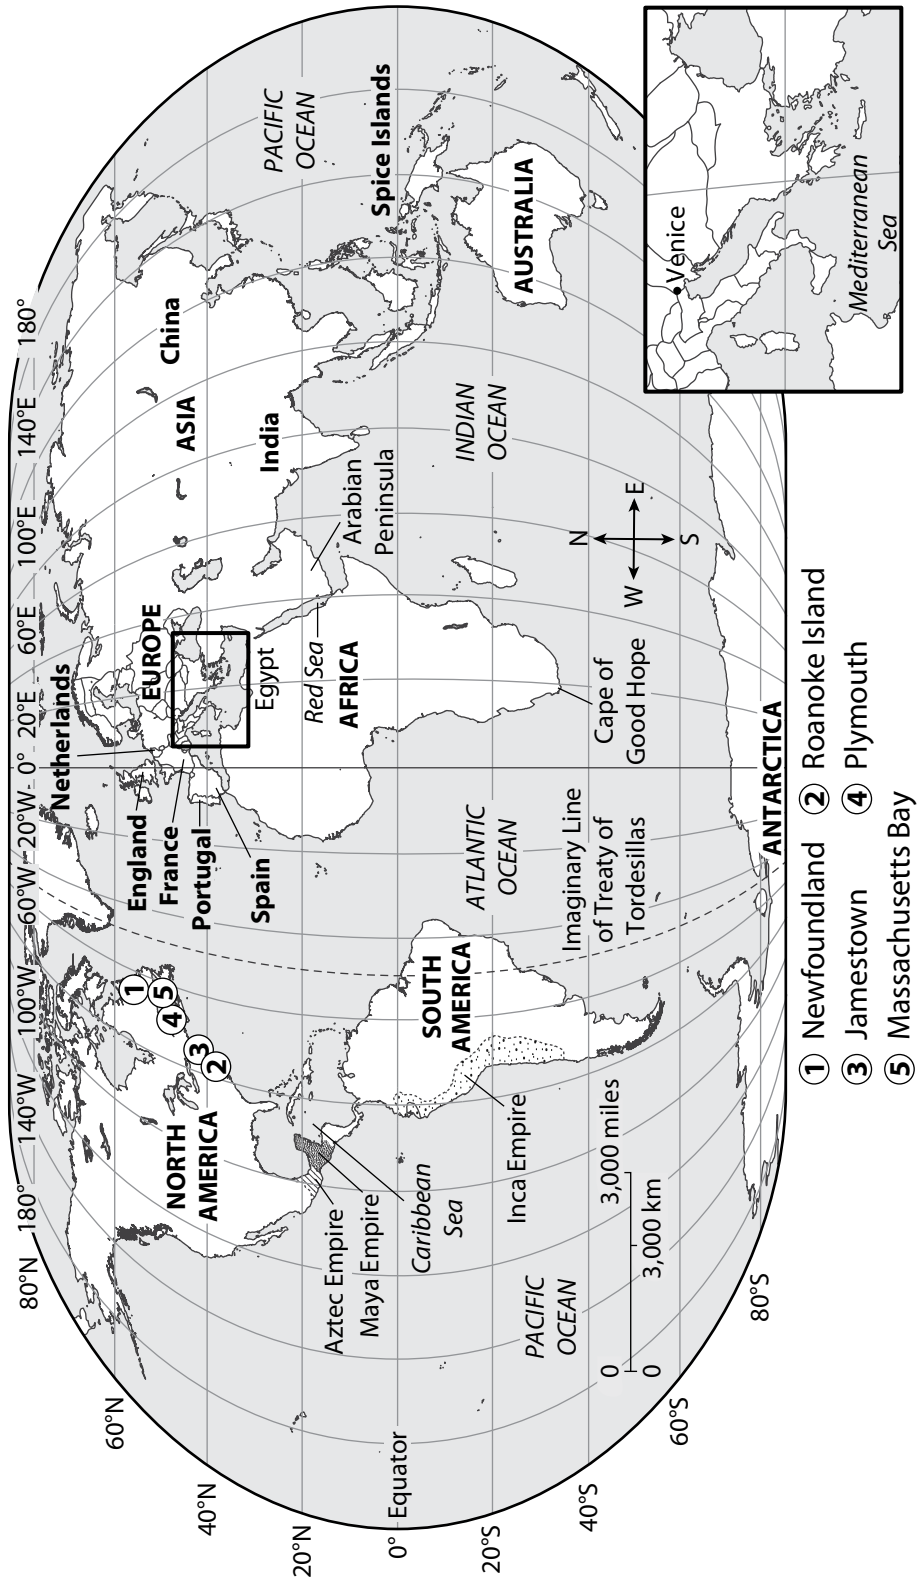 180°
140°W
100°W
60°W
20°W
0°
20°E
60°E
100°E
140°E
180°
80°N
60°N
40°N
20°N
0°
Equator
20°S
40°S
60°S
80°S
NORTH
AMERICA
1
5
4
3
2
Netherlands
England
France
Portugal
Spain
EUROPE
ASIA
China
India
Egypt
Red Sea
Arabian
Peninsula
AFRICA
PACIFIC
OCEAN
Spice Islands
AUSTRALIA
INDIAN
OCEAN
Aztec Empire
Maya Empire
Caribbean
Sea
SOUTH
AMERICA
Inca Empire
ATLANTIC
OCEAN
Imaginary Line
of Treaty of
Tordesillas
Cape of
Good Hope
PACIFIC
OCEAN
0
3,000 miles
0
3,000 km
N
W
E
S
ANTARCTICA
Venice
Mediterranean
Sea
1 Newfoundland
2 Roanoke Island
3 Jamestown
4 Plymouth
5 Massachusetts Bay